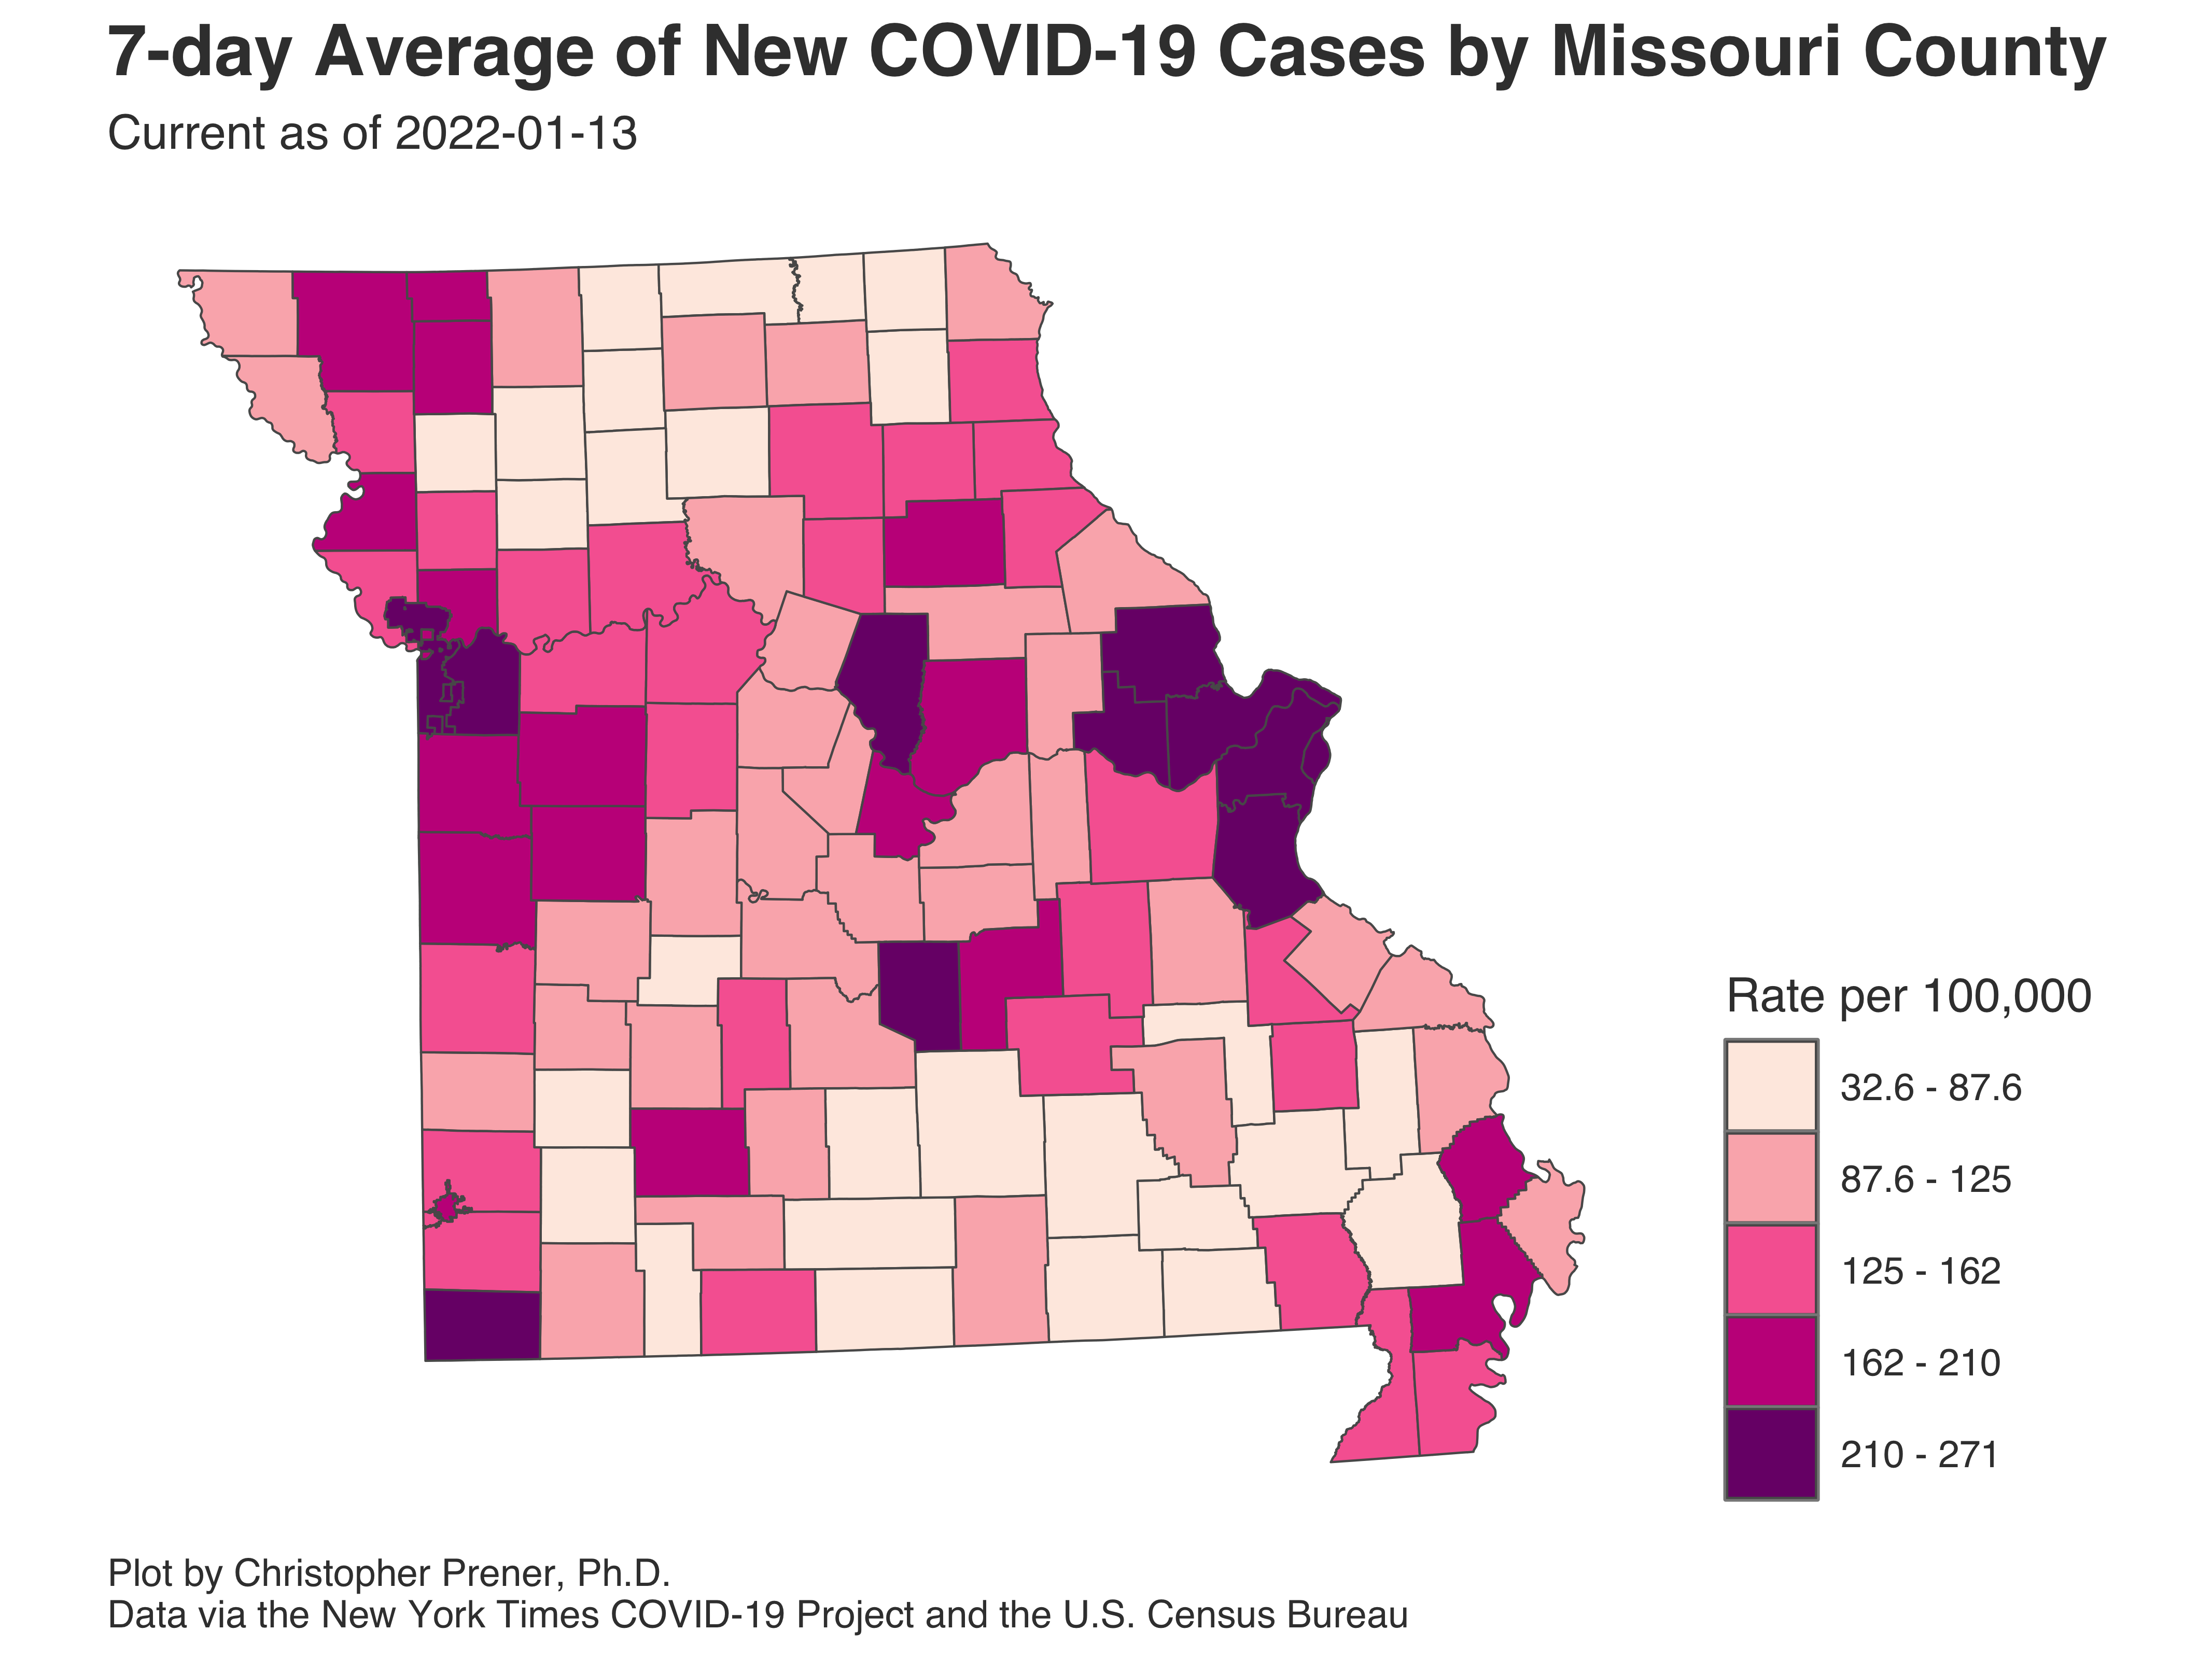 7-day Average of New COVID-19 Cases by Missouri County
Current as of 2022-01-13
Rate per 100,000
32.6 - 87.6
87.6 - 125
125 - 162
162 - 210
210 - 271
Plot by Christopher Prener, Ph.D.
Data via the New York Times COVID-19 Project and the U.S. Census Bureau